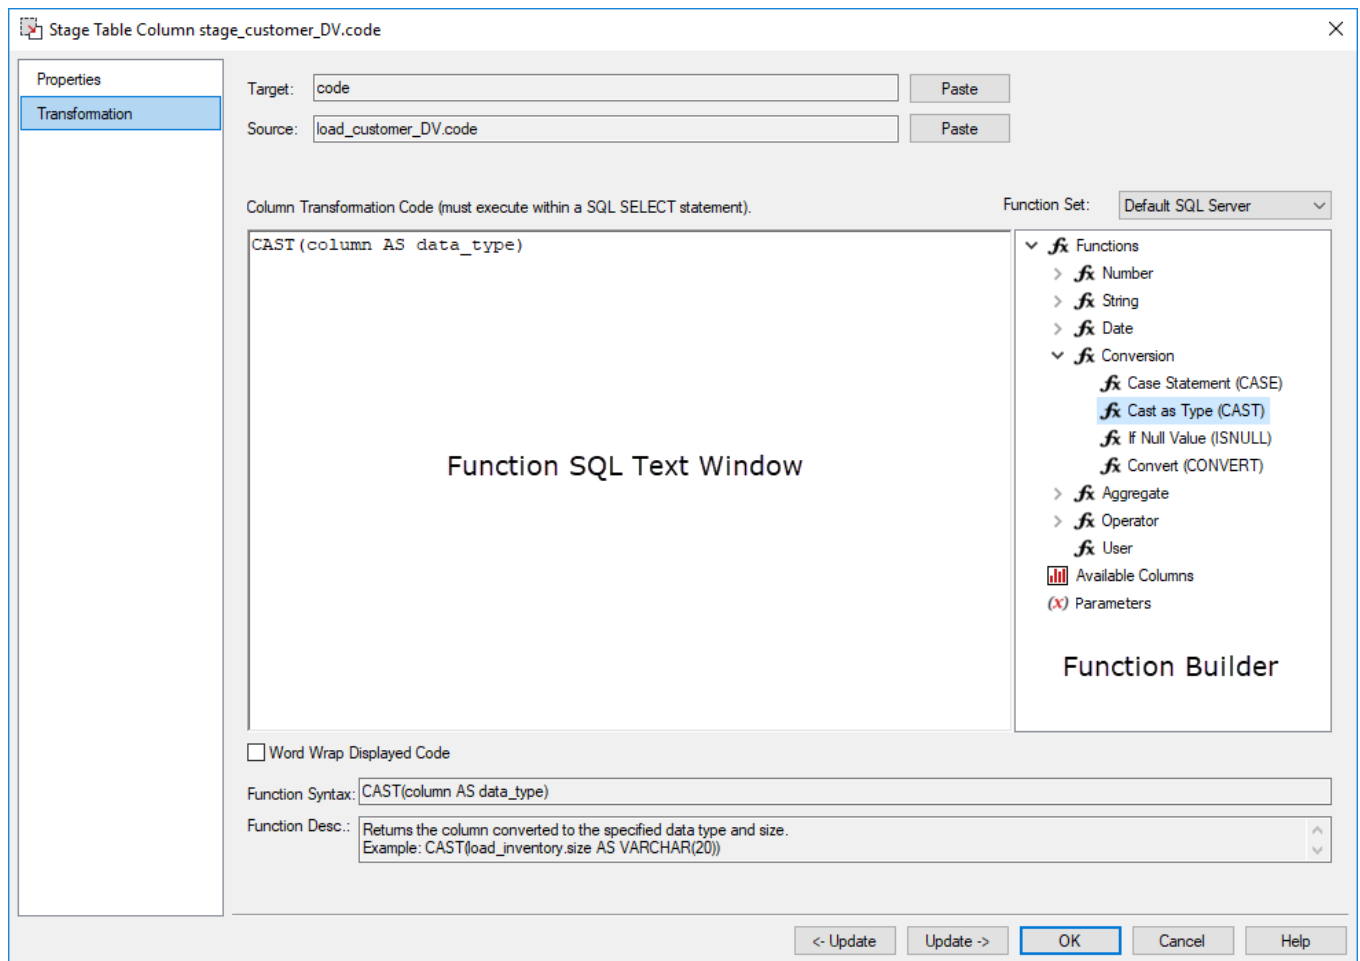 Stage Table Column stage_customer_DV.code
Properties
Transformation
Target:
code
Paste
Source:
load_customer_DV.code
Paste
Column Transformation Code (must execute within a SQL SELECT statement).
Function Set:
Default SQL Server
CAST(column AS data_type)
Function SQL Text Window
Functions
Number
String
Date
Conversion
Case Statement (CASE)
Cast as Type (CAST)
If Null Value (ISNULL)
Convert (CONVERT)
Aggregate
Operator
User
Available Columns
(x) Parameters
Function Builder
Word Wrap Displayed Code
Function Syntax:
CAST(column AS data_type)
Function Desc.:
Returns the column converted to the specified data type and size.
Example: CAST(load_inventory.size AS VARCHAR(20))
<- Update
Update ->
OK
Cancel
Help